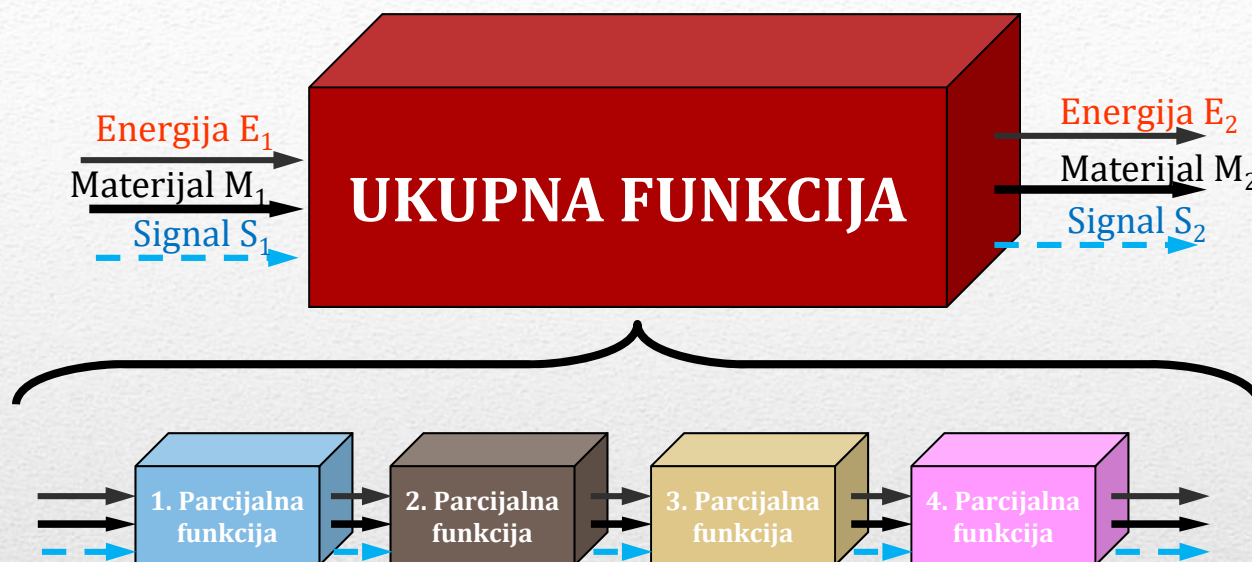 Energija E₁
Materijal M₁
Signal S₁
UKUPNA FUNKCIJA
Energija E₂
Materijal M₂
Signal S₂
1. Parcijalna
funkcija
2. Parcijalna
funkcija
3. Parcijalna
funkcija
4. Parcijalna
funkcija